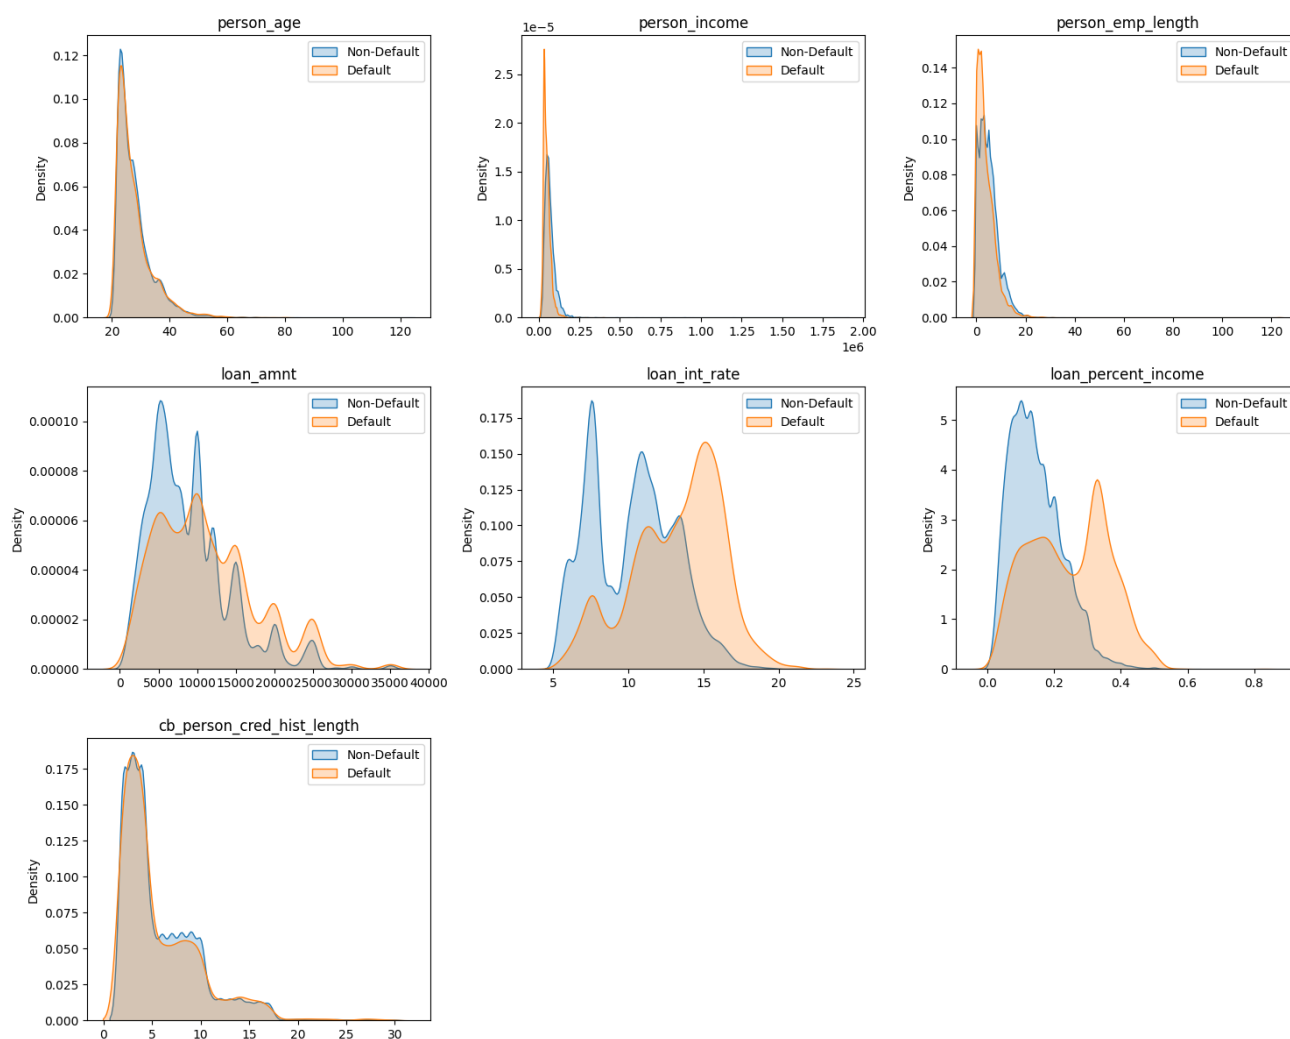 person_age
Non-Default
Default
Density
0.12
0.10
0.08
0.06
0.04
0.02
0.00
20 40 60 80 100 120
person_income
1e−5
Non-Default
Default
Density
2.5
2.0
1.5
1.0
0.5
0.0
0.00 0.25 0.50 0.75 1.00 1.25 1.50 1.75 2.00
1e6
person_emp_length
Non-Default
Default
Density
0.14
0.12
0.10
0.08
0.06
0.04
0.02
0.00
0 20 40 60 80 100 120
loan_amnt
Non-Default
Default
Density
0.00010
0.00008
0.00006
0.00004
0.00002
0.00000
0 5000 10000 15000 20000 25000 30000 35000 40000
loan_int_rate
Non-Default
Default
Density
0.175
0.150
0.125
0.100
0.075
0.050
0.025
0.000
5 10 15 20 25
loan_percent_income
Non-Default
Default
Density
5
4
3
2
1
0
0.0 0.2 0.4 0.6 0.8
cb_person_cred_hist_length
Non-Default
Default
Density
0.175
0.150
0.125
0.100
0.075
0.050
0.025
0.000
0 5 10 15 20 25 30